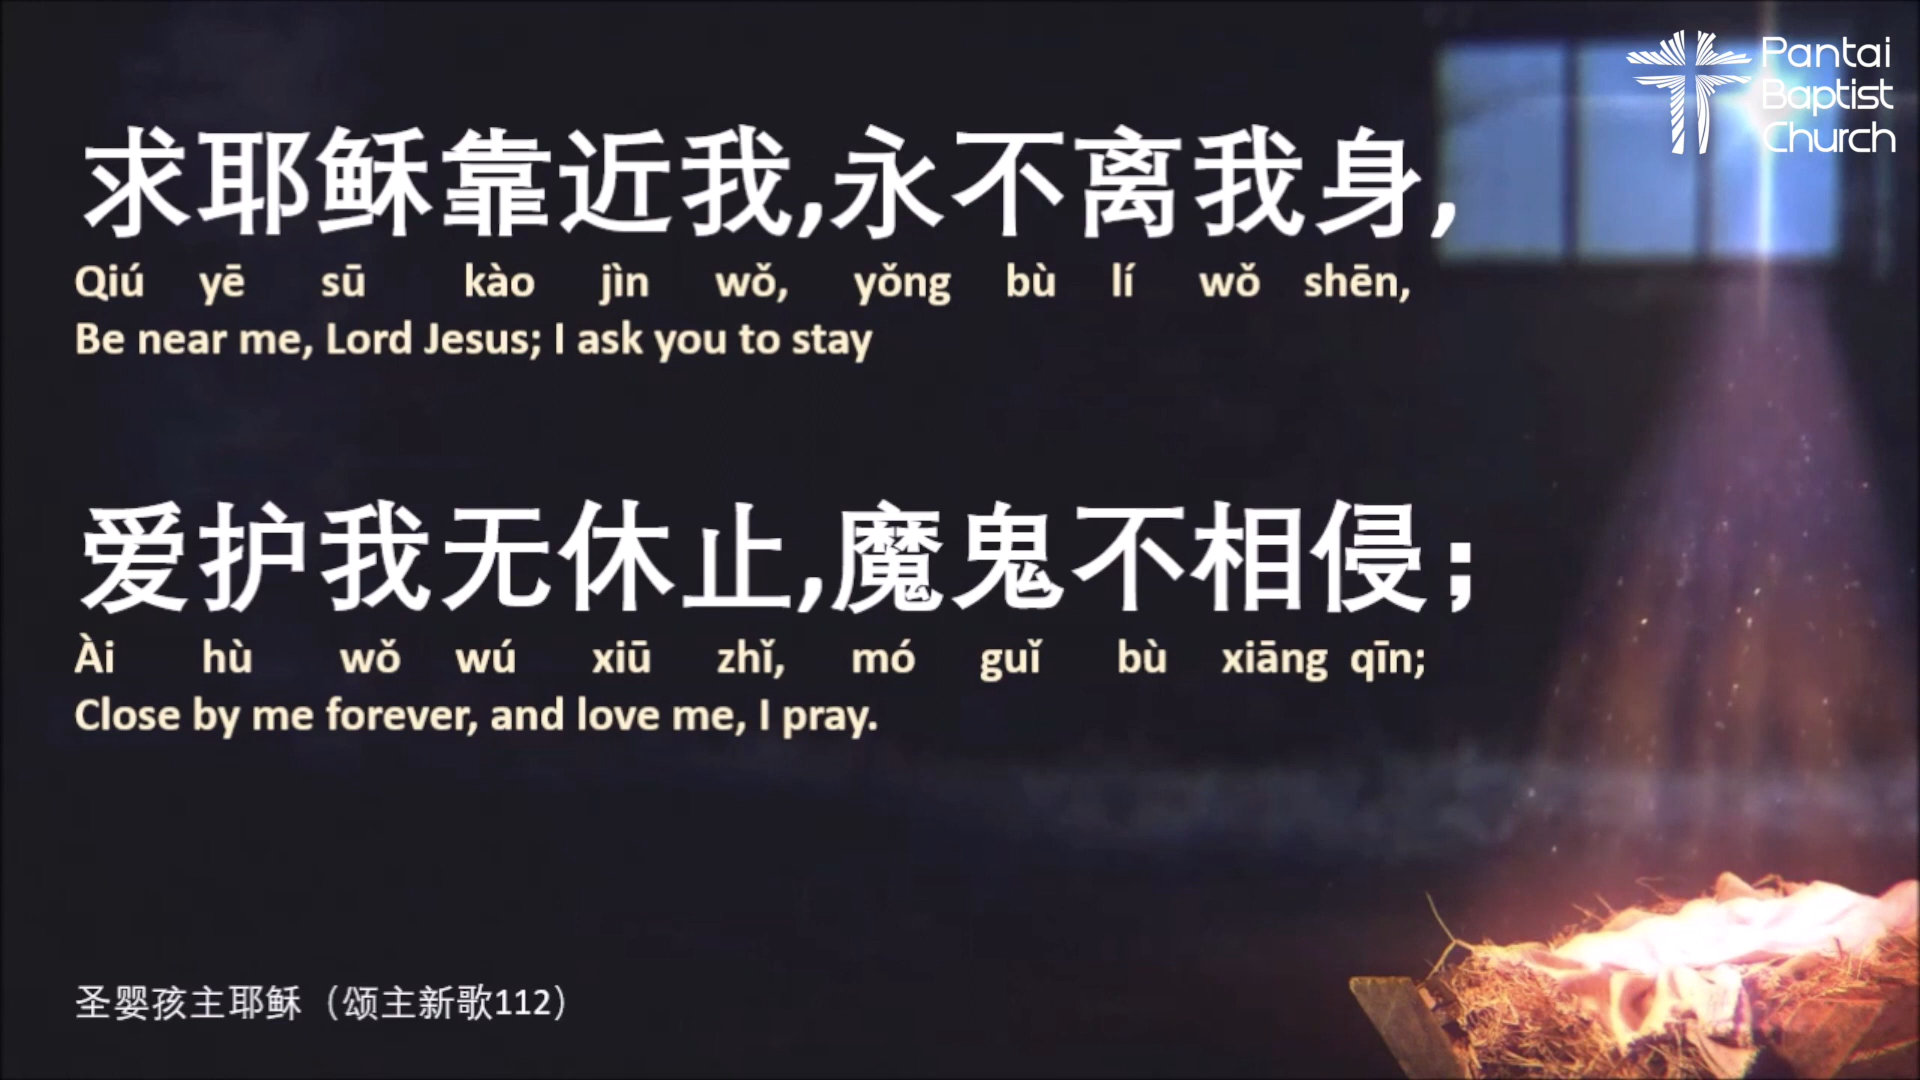 Pantai
Baptist
Church
求耶稣靠近我,永不离我身,
Qiú yē sū kào jìn wǒ, yǒng bù lí wǒ shēn,
Be near me, Lord Jesus; I ask you to stay
爱护我无休止,魔鬼不相侵;
Ài hù wǒ wú xiū zhǐ, mó guǐ bù xiāng qīn;
Close by me forever, and love me, I pray.
圣婴孩主耶稣（颂主新歌112）